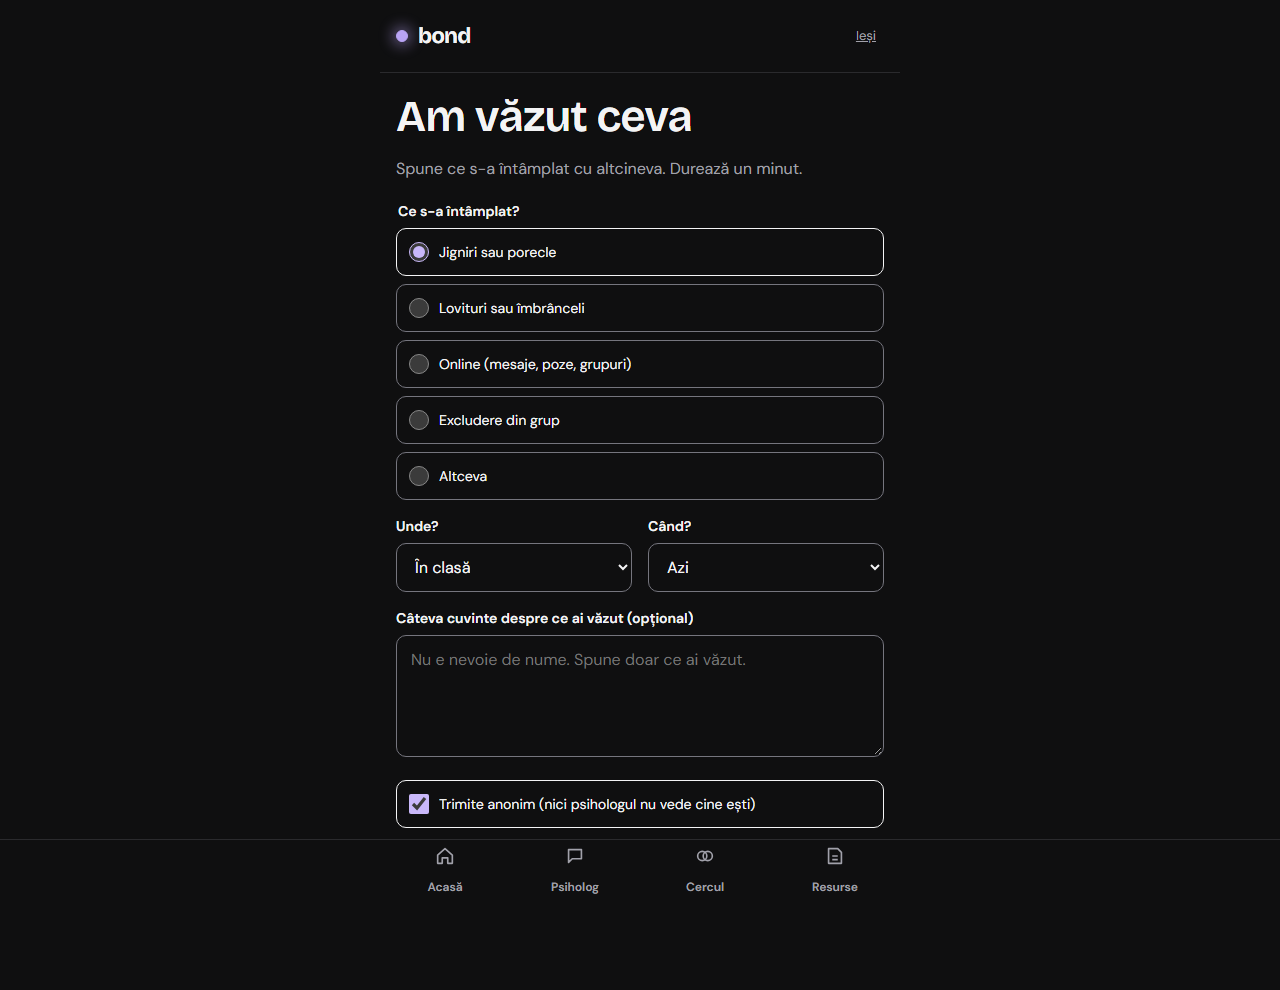 bond
Ieși
Am văzut ceva
Spune ce s-a întâmplat cu altcineva. Durează un minut.
Ce s-a întâmplat?
Jigniri sau porecle
Lovituri sau îmbrânceli
Online (mesaje, poze, grupuri)
Excludere din grup
Altceva
Unde?
Când?
În clasă
Azi
Câteva cuvinte despre ce ai văzut (opțional)
Nu e nevoie de nume. Spune doar ce ai văzut.
Trimite anonim (nici psihologul nu vede cine ești)
Acasă
Psiholog
Cercul
Resurse